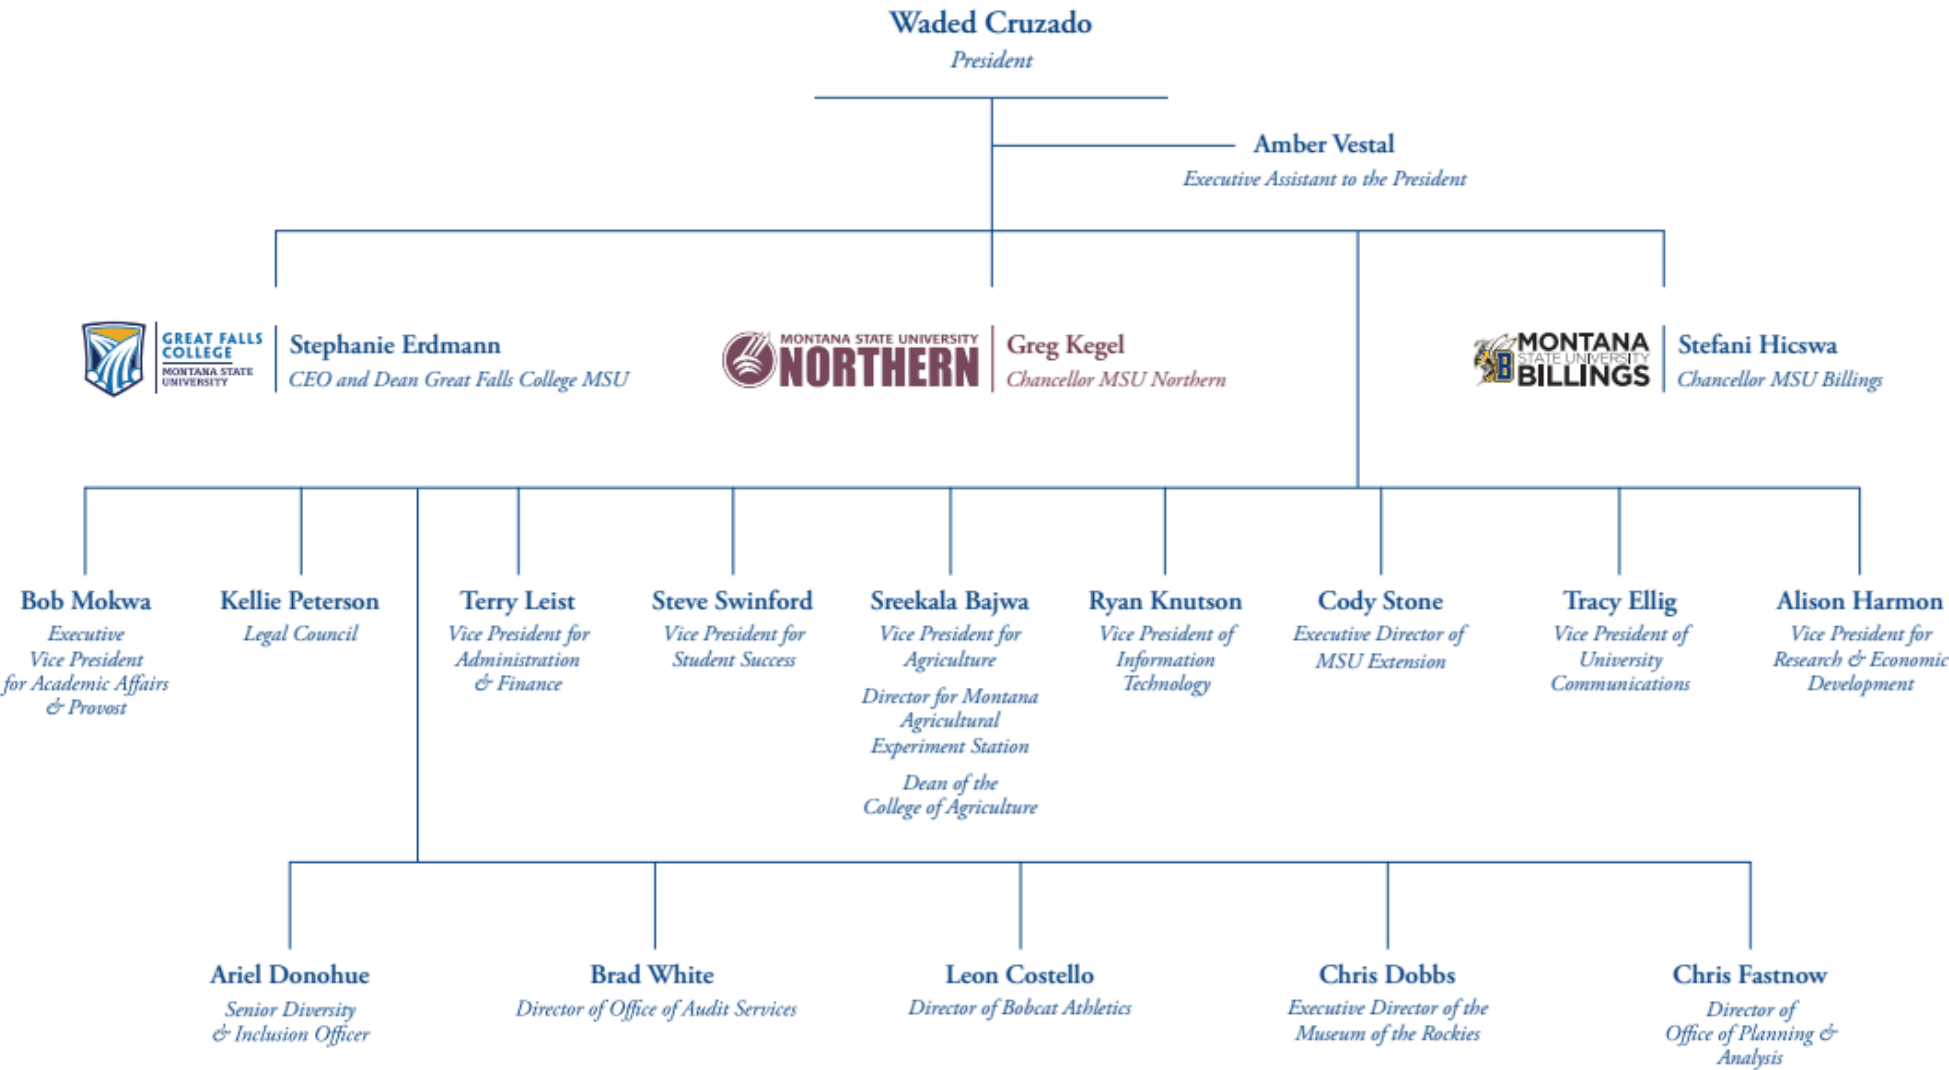 Waded Cruzado
President
Amber Vestal
Executive Assistant to the President
GREAT FALLS
COLLEGE
MONTANA STATE
UNIVERSITY
Stephanie Erdmann
CEO and Dean Great Falls College MSU
MONTANA STATE UNIVERSITY
NORTHERN
Greg Kegel
Chancellor MSU Northern
MONTANA
STATE UNIVERSITY
B BILLINGS
Stefani Hicswa
Chancellor MSU Billings
Bob Mokwa
Executive
Vice President
for Academic Affairs
& Provost
Kellie Peterson
Legal Council
Terry Leist
Vice President for
Administration
& Finance
Steve Swinford
Vice President for
Student Success
Sreekala Bajwa
Vice President for
Agriculture
Director for Montana
Agricultural
Experiment Station
Dean of the
College of Agriculture
Ryan Knutson
Vice President of
Information
Technology
Cody Stone
Executive Director of
MSU Extension
Tracy Ellig
Vice President of
University
Communications
Alison Harmon
Vice President for
Research & Economic
Development
Ariel Donohue
Senior Diversity
& Inclusion Officer
Brad White
Director of Office of Audit Services
Leon Costello
Director of Bobcat Athletics
Chris Dobbs
Executive Director of the
Museum of the Rockies
Chris Fastnow
Director of
Office of Planning &
Analysis